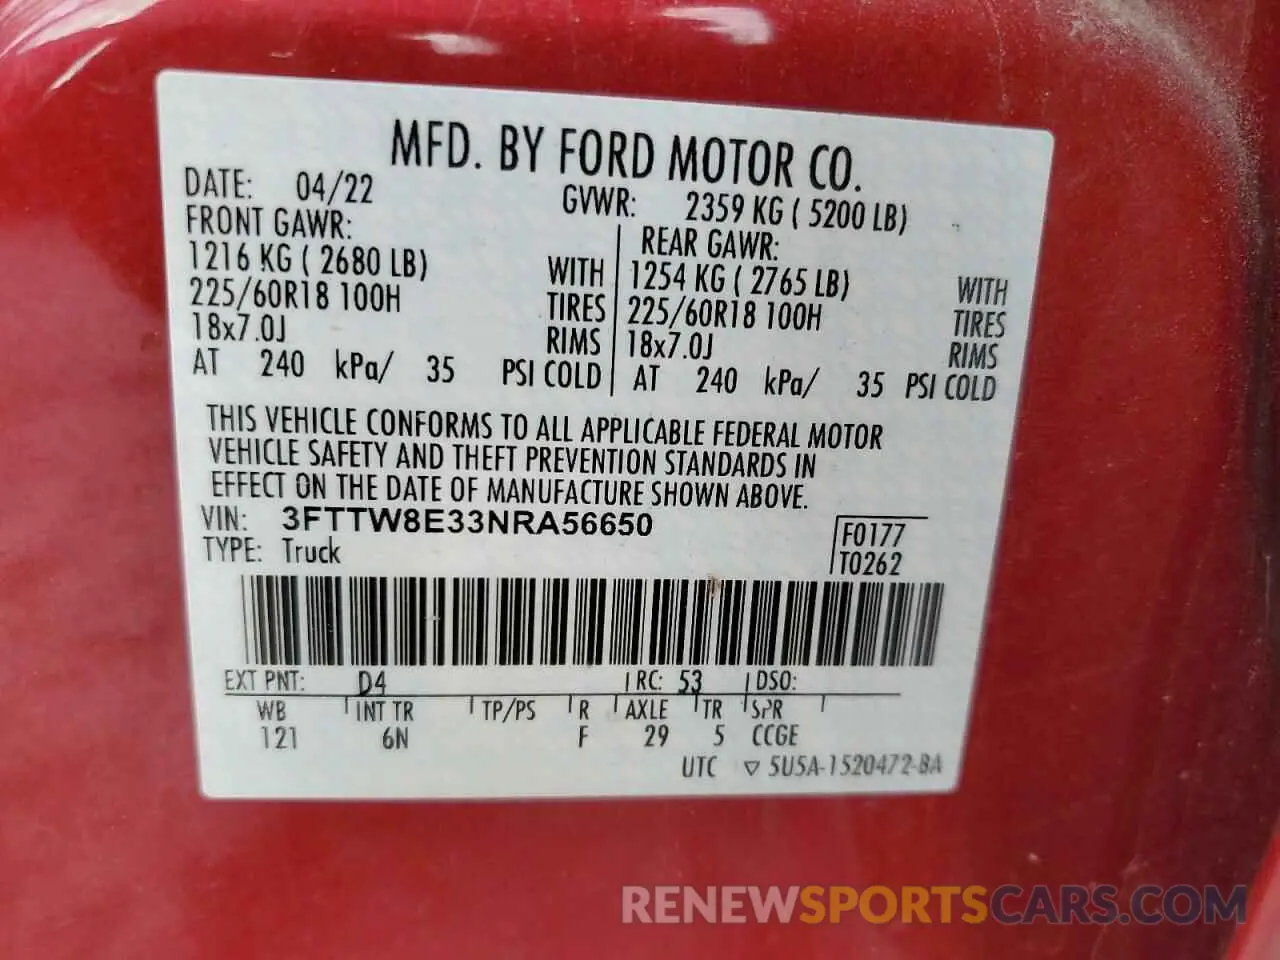 MFD. BY FORD MOTOR CO.
DATE: 04/22 GVWR: 2359 KG ( 5200 LB)
FRONT GAWR: REAR GAWR:
1216 KG ( 2680 LB) WITH 1254 KG ( 2765 LB) WITH
225/60R18 100H TIRES 225/60R18 100H TIRES
18x7.0J RIMS 18x7.0J RIMS
AT 240 kPa/ 35 PSI COLD AT 240 kPa/ 35 PSI COLD
THIS VEHICLE CONFORMS TO ALL APPLICABLE FEDERAL MOTOR
VEHICLE SAFETY AND THEFT PREVENTION STANDARDS IN
EFFECT ON THE DATE OF MANUFACTURE SHOWN ABOVE.
VIN: 3FTTW8E33NRA56650 F0177
TYPE: Truck T0262
EXT PNT: D4 RC: 53 DSO:
WB INT TR TP/PS R AXLE TR SPR
121 6N F 29 5 CCGE
UTC ▽ 5U5A-1520472-BA
RENEWSPORTSCARS.COM